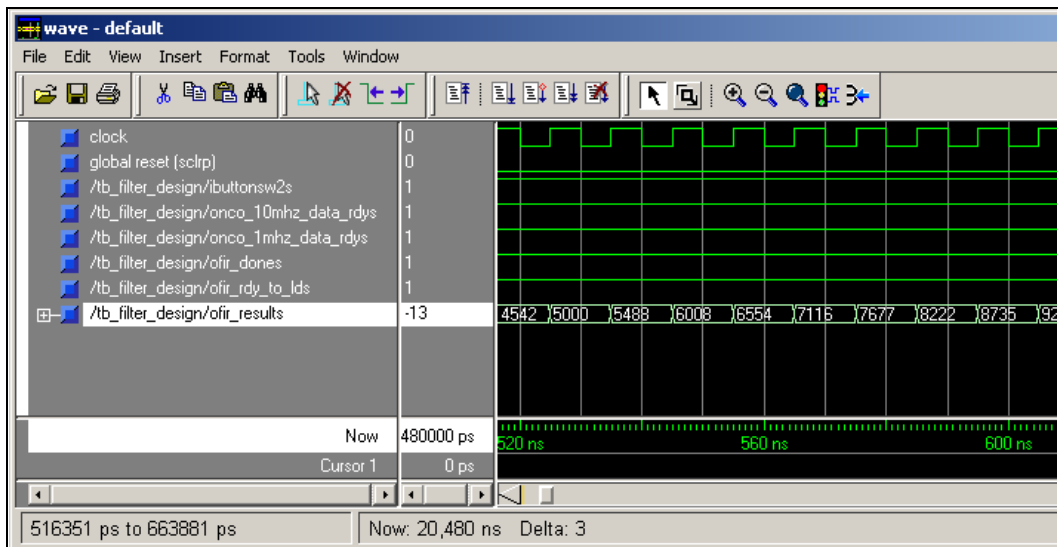 wave - default
File Edit View Insert Format Tools Window
clock 0
global reset (sclrp) 0
/tb_filter_design/ibuttonsw2s 1
/tb_filter_design/onco_10mhz_data_rdys 1
/tb_filter_design/onco_1mhz_data_rdys 1
/tb_filter_design/ofir_dones 1
/tb_filter_design/ofir_rdy_to_lds 1
/tb_filter_design/ofir_results -13 4542 5000 5488 6008 6554 7116 7677 8222 8735 92
Now 480000 ps 520 ns 560 ns 600 ns
Cursor 1 0 ps
516351 ps to 663881 ps Now: 20,480 ns Delta: 3